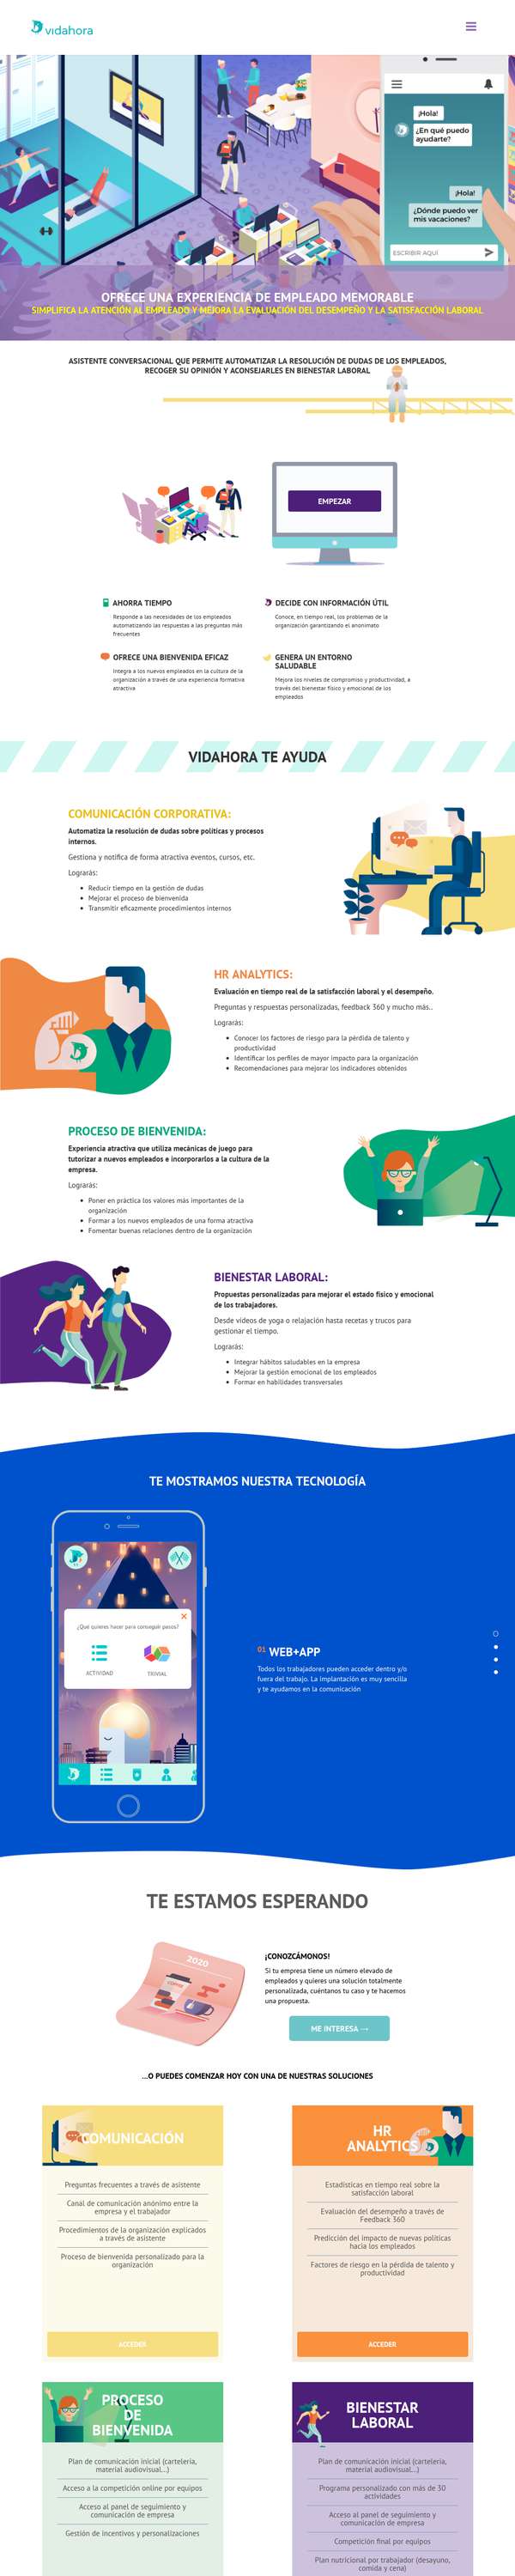 vidahora
¡Hola!
¿En qué puedo
ayudarte?
¡Hola!
¿Dónde puedo ver
mis vacaciones?
ESCRIBIR AQUÍ
OFRECE UNA EXPERIENCIA DE EMPLEADO MEMORABLE
SIMPLIFICA LA ATENCIÓN AL EMPLEADO Y MEJORA LA EVALUACIÓN DEL DESEMPEÑO Y LA SATISFACCIÓN LABORAL
ASISTENTE CONVERSACIONAL QUE PERMITE AUTOMATIZAR LA RESOLUCIÓN DE DUDAS DE LOS EMPLEADOS,
RECOGER SU OPINIÓN Y ACONSEJARLES EN BIENESTAR LABORAL
EMPEZAR
AHORRA TIEMPO
Responde a las necesidades de los empleados
automatizando las respuestas a las preguntas más
frecuentes
DECIDE CON INFORMACIÓN ÚTIL
Conoce, en tiempo real, los problemas de la
organización garantizando el anonimato
OFRECE UNA BIENVENIDA EFICAZ
Integra a los nuevos empleados en la cultura de la
organización a través de una experiencia formativa
atractiva
GENERA UN ENTORNO
SALUDABLE
Mejora los niveles de compromiso y productividad, a
través del bienestar físico y emocional de los
empleados
VIDAHORA TE AYUDA
COMUNICACIÓN CORPORATIVA:
Automatiza la resolución de dudas sobre políticas y procesos
internos.
Gestiona y notifica de forma atractiva eventos, cursos, etc.
Lograrás:
Reducir tiempo en la gestión de dudas
Mejorar el proceso de bienvenida
Transmitir eficazmente procedimientos internos
HR ANALYTICS:
Evaluación en tiempo real de la satisfacción laboral y el desempeño.
Preguntas y respuestas personalizadas, feedback 360 y mucho más..
Lograrás:
Conocer los factores de riesgo para la pérdida de talento y
productividad
Identificar los perfiles de mayor impacto para la organización
Recomendaciones para mejorar los indicadores obtenidos
PROCESO DE BIENVENIDA:
Experiencia atractiva que utiliza mecánicas de juego para
tutorizar a nuevos empleados e incorporarlos a la cultura de la
empresa.
Lograrás:
Poner en práctica los valores más importantes de la
organización
Formar a los nuevos empleados de una forma atractiva
Fomentar buenas relaciones dentro de la organización
BIENESTAR LABORAL:
Propuestas personalizadas para mejorar el estado físico y emocional
de los trabajadores.
Desde vídeos de yoga o relajación hasta recetas y trucos para
gestionar el tiempo.
Lograrás:
Integrar hábitos saludables en la empresa
Mejorar la gestión emocional de los empleados
Formar en habilidades transversales
TE MOSTRAMOS NUESTRA TECNOLOGÍA
¿Qué quieres hacer para conseguir pasos?
ACTIVIDAD
TRIVIAL
01 WEB+APP
Todos los trabajadores pueden acceder dentro y/o
fuera del trabajo. La implantación es muy sencilla
y te ayudamos en la comunicación
TE ESTAMOS ESPERANDO
2020
COFFEE
¡CONOZCÁMONOS!
Si tu empresa tiene un número elevado de
empleados y quieres una solución totalmente
personalizada, cuéntanos tu caso y te hacemos
una propuesta.
ME INTERESA →
...O PUEDES COMENZAR HOY CON UNA DE NUESTRAS SOLUCIONES
COMUNICACIÓN
Preguntas frecuentes a través de asistente
Canal de comunicación anónimo entre la
empresa y el trabajador
Procedimientos de la organización explicados
a través de asistente
Proceso de bienvenida personalizado para la
organización
ACCEDER
HR
ANALYTICS
Estadísticas en tiempo real sobre la
satisfacción laboral
Evaluación del desempeño a través de
Feedback 360
Predicción del impacto de nuevas políticas
hacia los empleados
Factores de riesgo en la pérdida de talento y
productividad
ACCEDER
PROCESO
DE
BIENVENIDA
Plan de comunicación inicial (cartelería,
material audiovisual...)
Acceso a la competición online por equipos
Acceso al panel de seguimiento y
comunicación de empresa
Gestión de incentivos y personalizaciones
BIENESTAR
LABORAL
Plan de comunicación inicial (cartelería,
material audiovisual...)
Programa personalizado con más de 30
actividades
Acceso al panel de seguimiento y
comunicación de empresa
Competición final por equipos
Plan nutricional por trabajador (desayuno,
comida y cena)